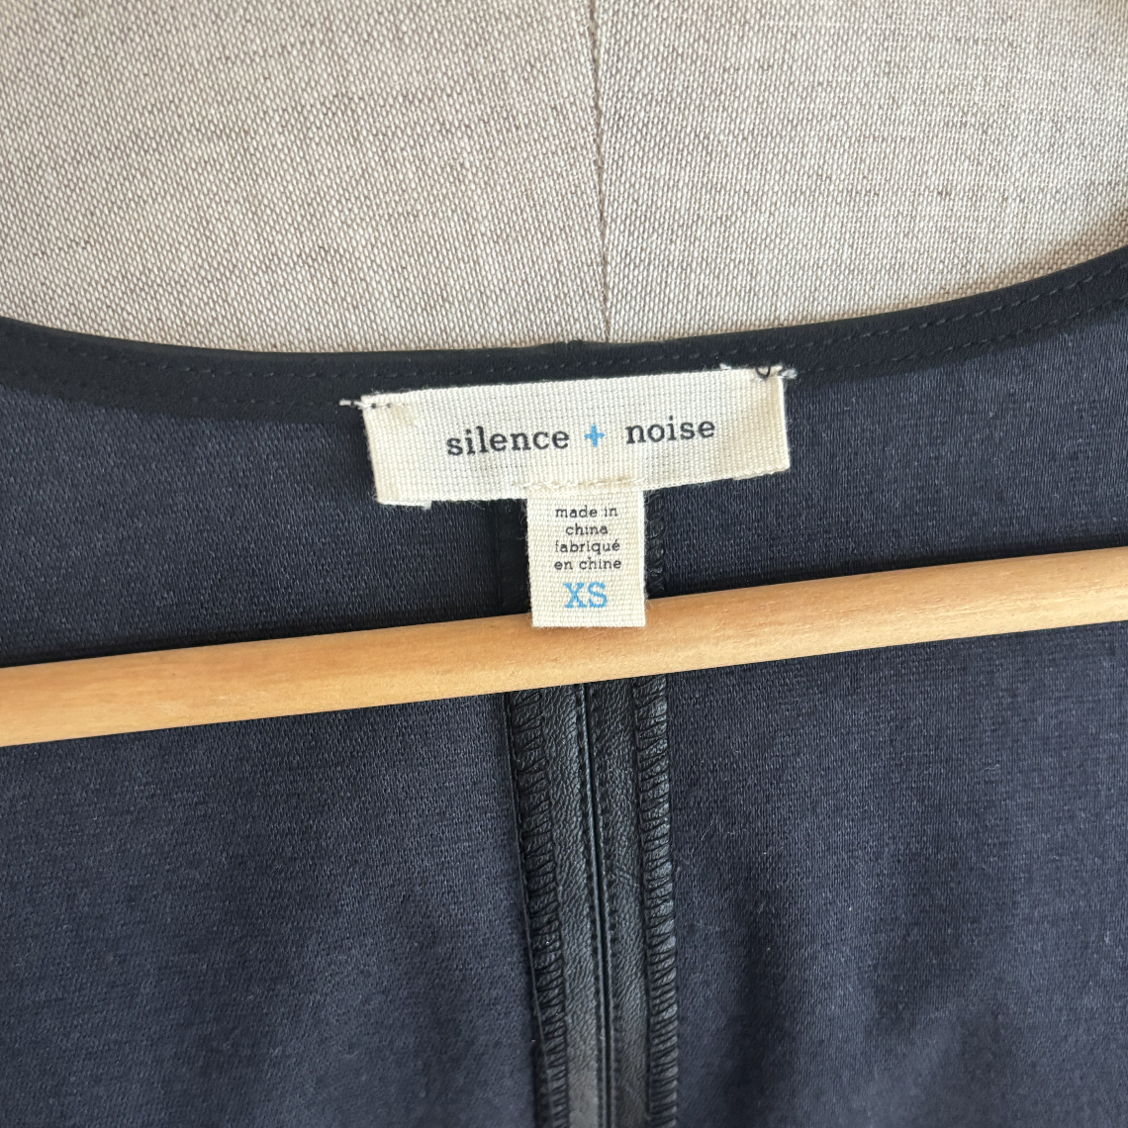 silence + noise
made in
china
fabriqué
en chine
XS